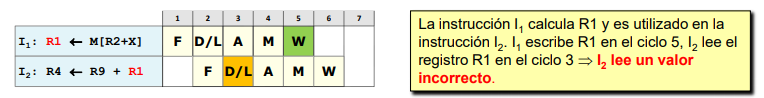 1 2 3 4 5 6 7
I1: R1 ← M[R2+X] F D/L A M W
I2: R4 ← R9 + R1 F D/L A M W
La instrucción I1 calcula R1 y es utilizado en la
instrucción I2. I1 escribe R1 en el ciclo 5, I2 lee el
registro R1 en el ciclo 3 ⇒ I2 lee un valor
incorrecto.